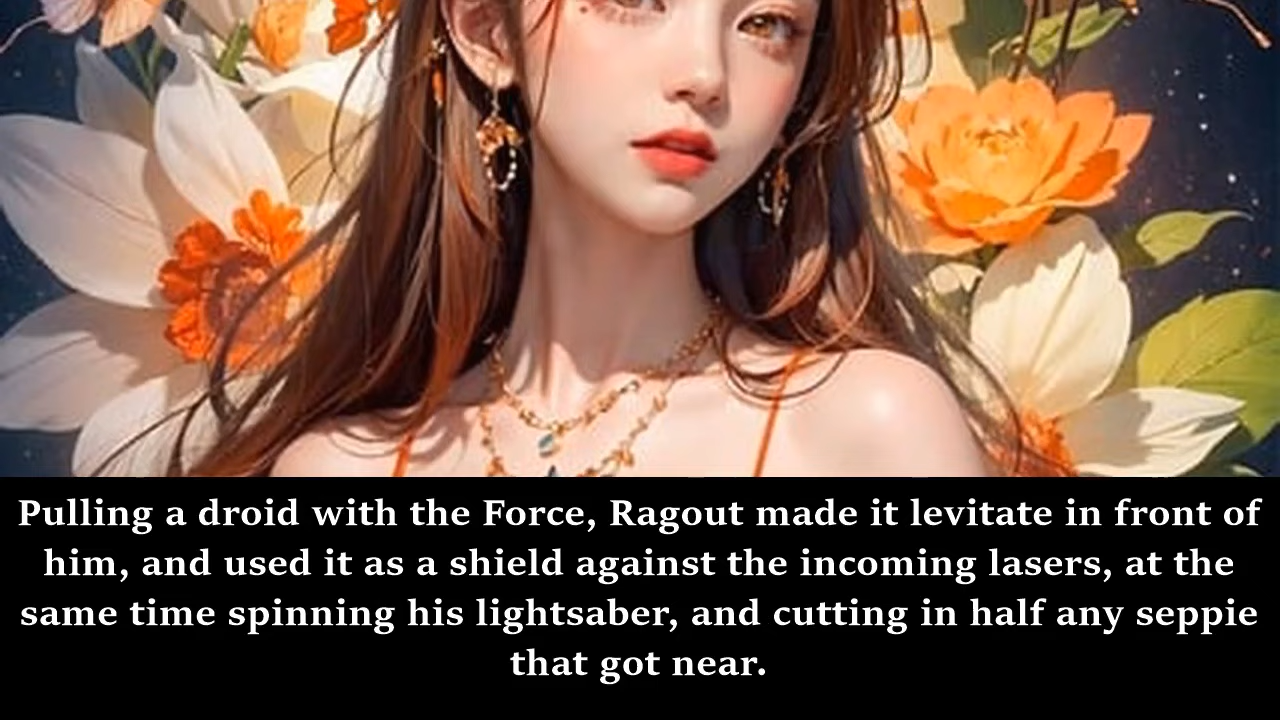 Pulling a droid with the Force, Ragout made it levitate in front of
him, and used it as a shield against the incoming lasers, at the
same time spinning his lightsaber, and cutting in half any seppie
that got near.